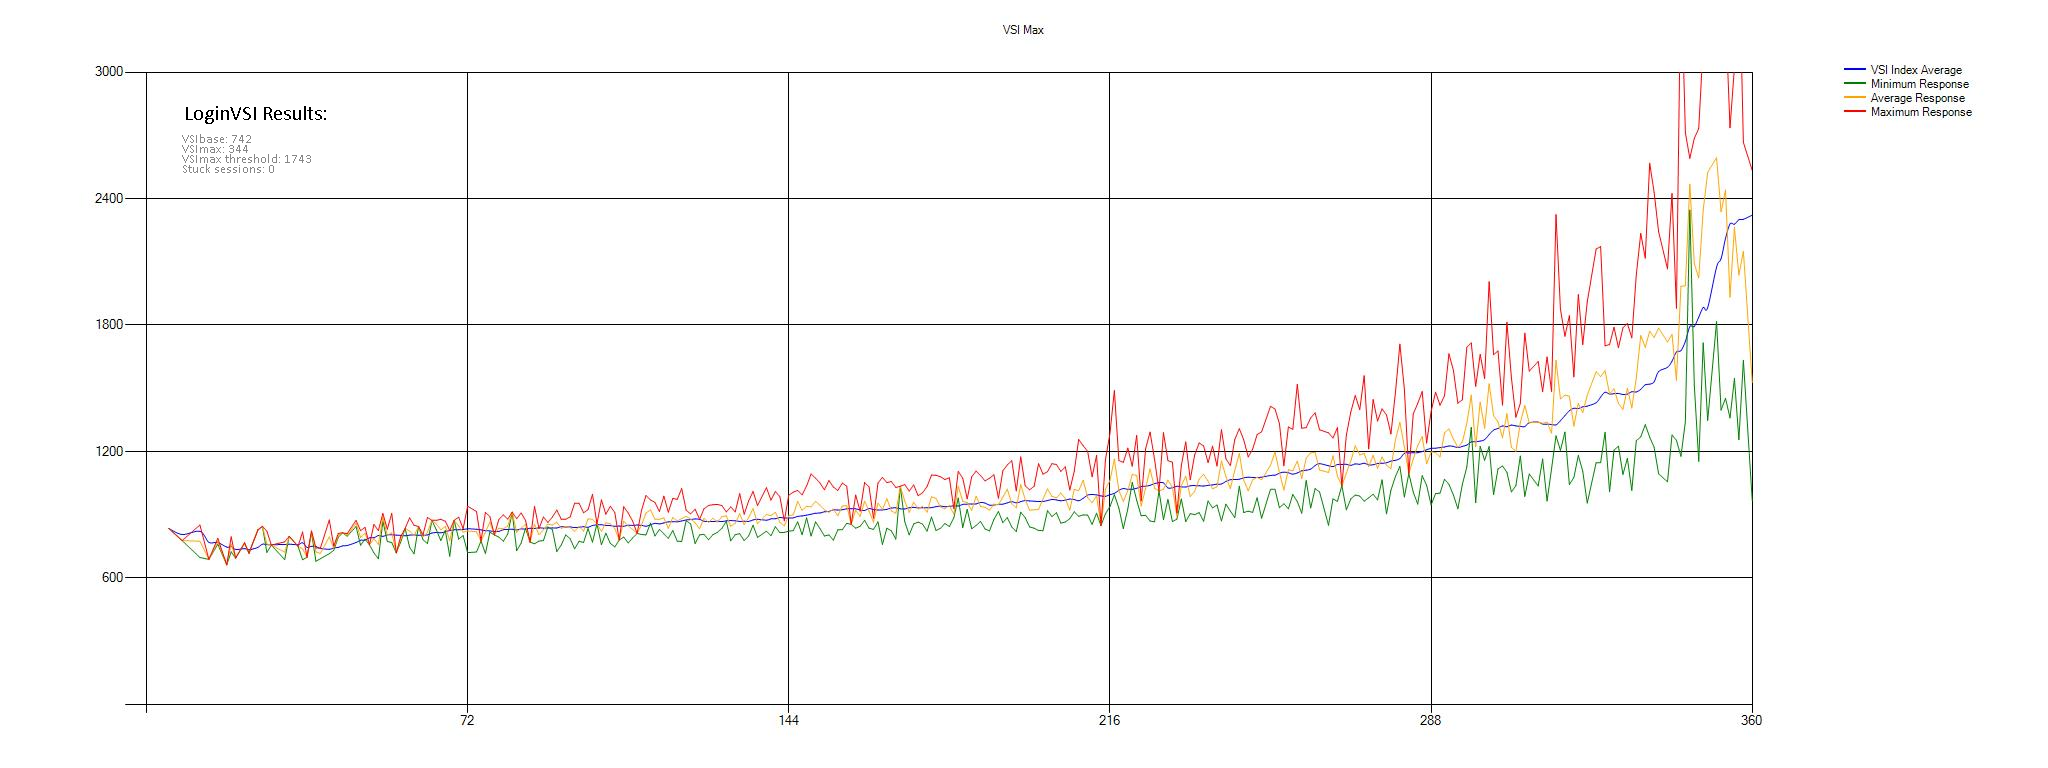 VSI Max
3000
2400
1800
1200
600
LoginVSI Results:
VSIbase: 742
VSImax: 344
VSImax threshold: 1743
Stuck sessions: 0
VSI Index Average
Minimum Response
Average Response
Maximum Response
72
144
216
288
360